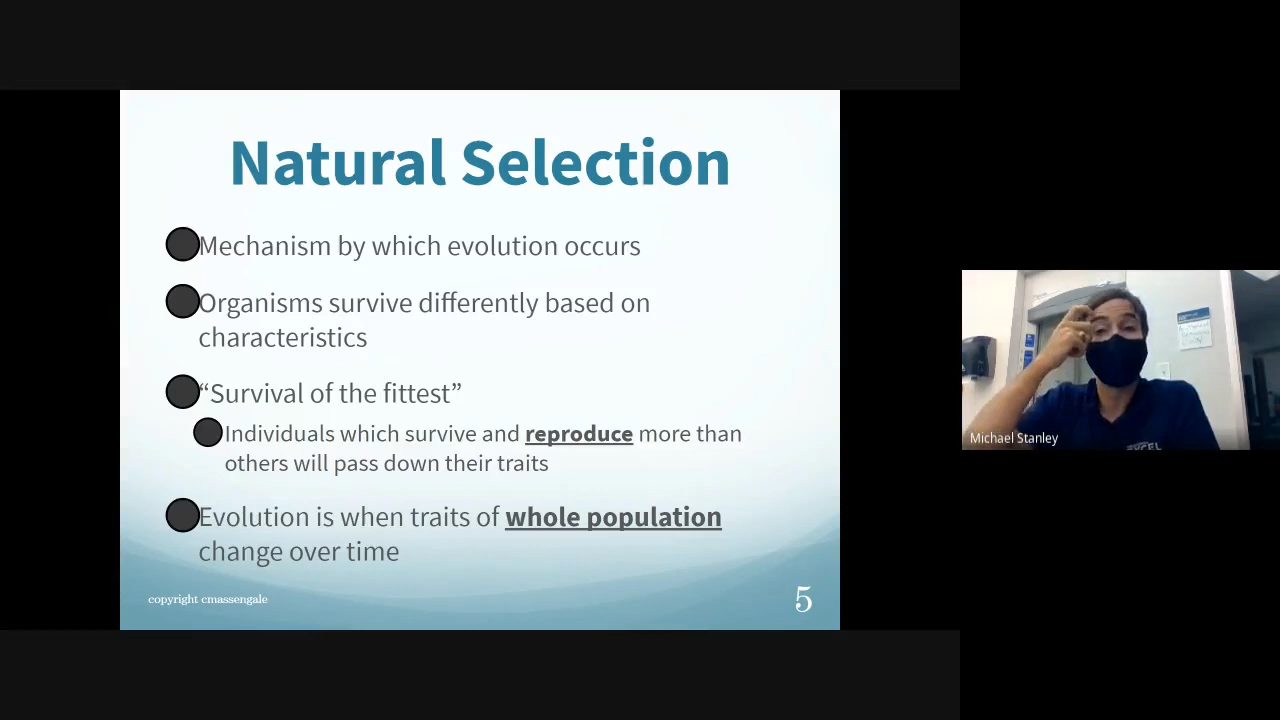 Natural Selection
Mechanism by which evolution occurs
Organisms survive differently based on
characteristics
“Survival of the fittest”
Individuals which survive and reproduce more than
others will pass down their traits
Evolution is when traits of whole population
change over time
copyright cmassengale
5
Michael Stanley